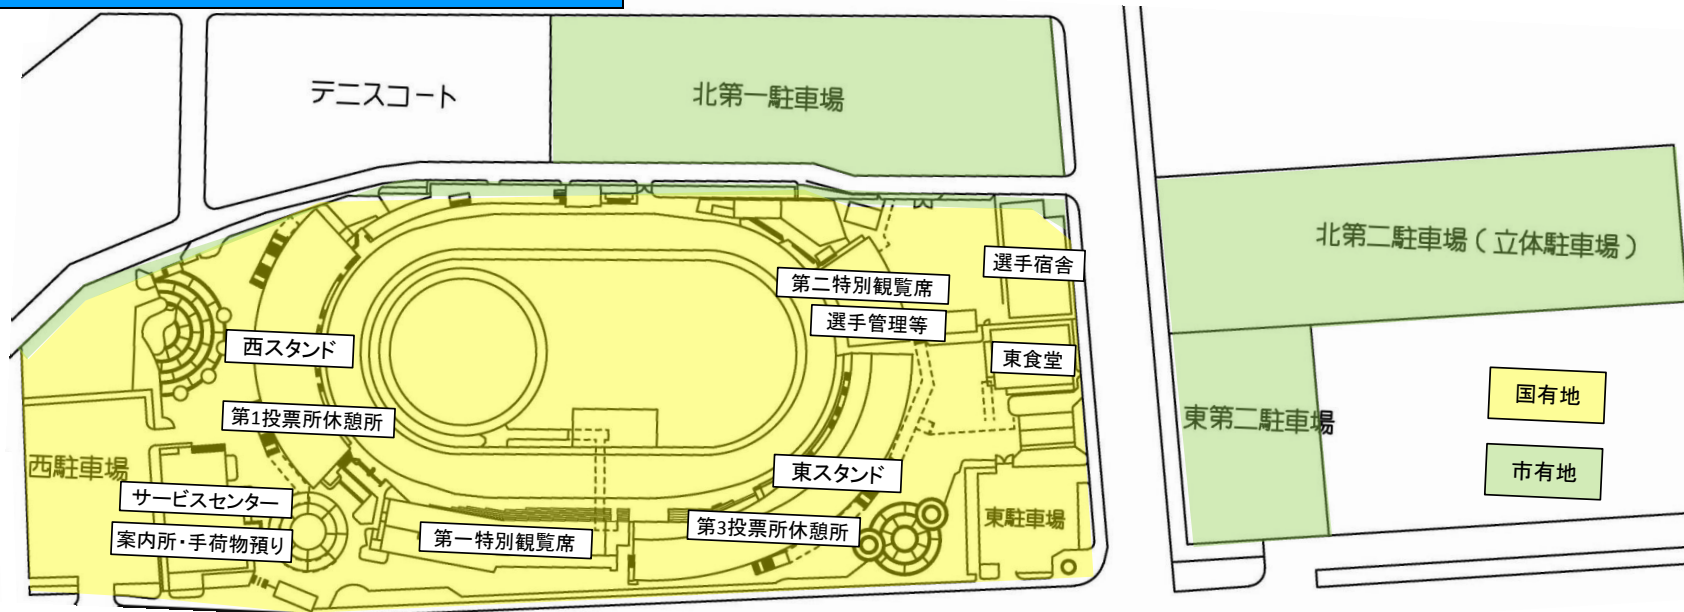 テニスコート
北第一駐車場
北第二駐車場(立体駐車場)
選手宿舎
第二特別観覧席
選手管理等
西スタンド
東食堂
国有地
第1投票所休憩所
東第二駐車場
西駐車場
東スタンド
市有地
サービスセンター
東駐車場
第3投票所休憩所
案内所・手荷物預り
第一特別観覧席